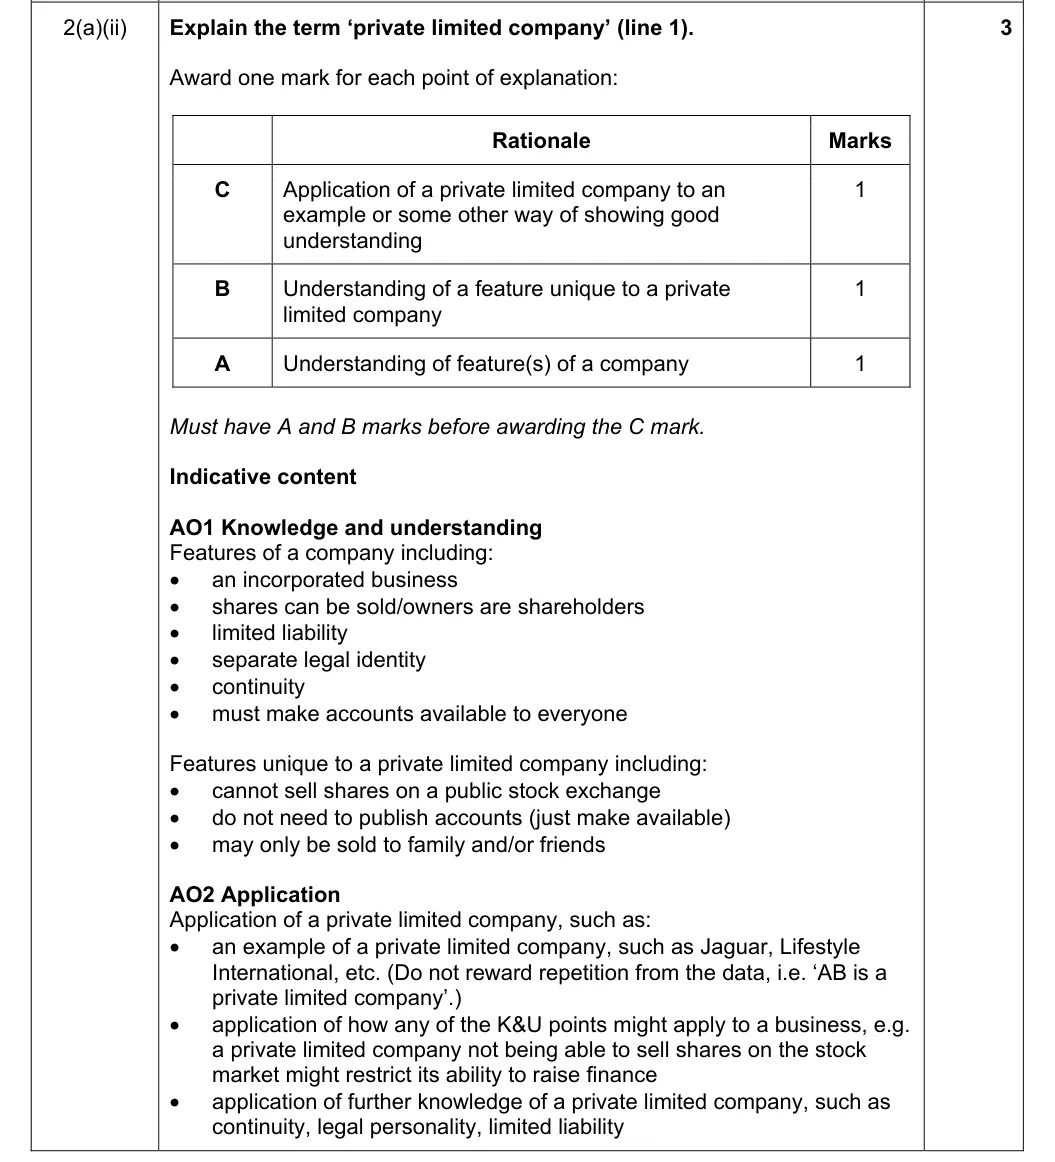 2(a)(ii) Explain the term ‘private limited company’ (line 1). 3
Award one mark for each point of explanation:
Rationale Marks
C Application of a private limited company to an 1
example or some other way of showing good
understanding
B Understanding of a feature unique to a private 1
limited company
A Understanding of feature(s) of a company 1
Must have A and B marks before awarding the C mark.
Indicative content
AO1 Knowledge and understanding
Features of a company including:
• an incorporated business
• shares can be sold/owners are shareholders
• limited liability
• separate legal identity
• continuity
• must make accounts available to everyone
Features unique to a private limited company including:
• cannot sell shares on a public stock exchange
• do not need to publish accounts (just make available)
• may only be sold to family and/or friends
AO2 Application
Application of a private limited company, such as:
• an example of a private limited company, such as Jaguar, Lifestyle
International, etc. (Do not reward repetition from the data, i.e. ‘AB is a
private limited company’.)
• application of how any of the K&U points might apply to a business, e.g.
a private limited company not being able to sell shares on the stock
market might restrict its ability to raise finance
• application of further knowledge of a private limited company, such as
continuity, legal personality, limited liability